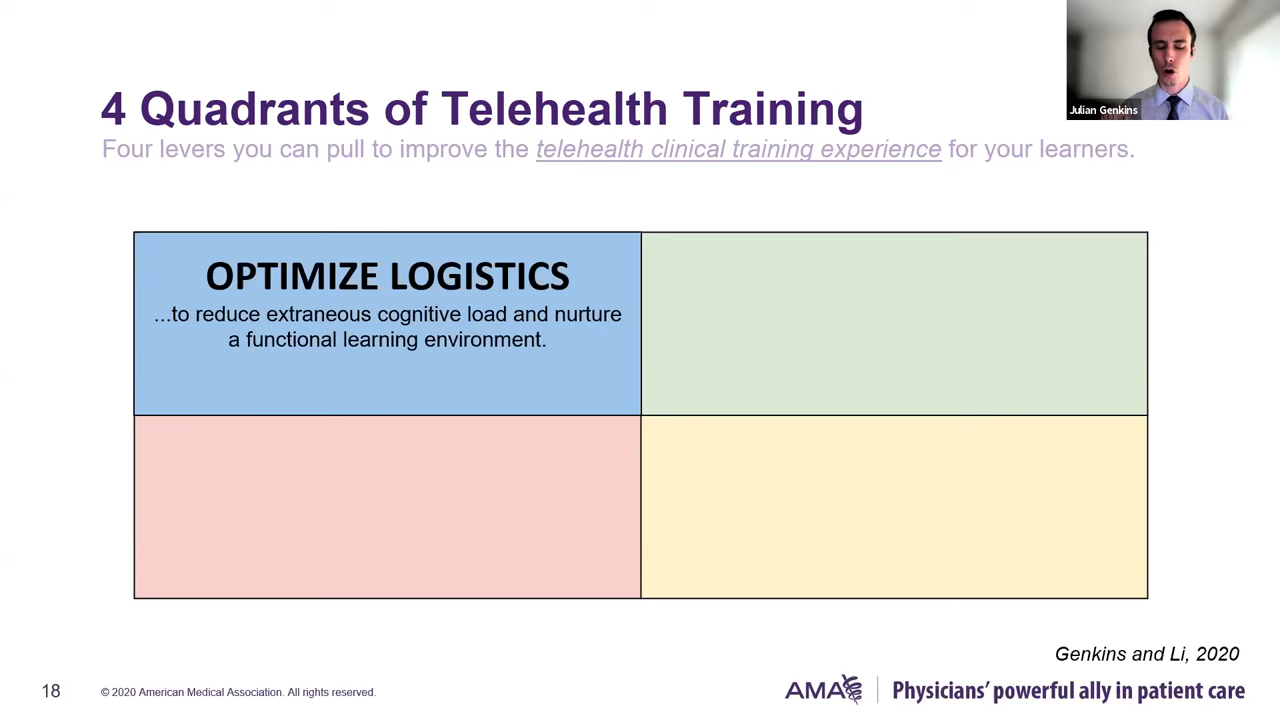 4 Quadrants of Telehealth Training
Four levers you can pull to improve the telehealth clinical training experience for your learners.
Julian Genkins
OPTIMIZE LOGISTICS
...to reduce extraneous cognitive load and nurture
a functional learning environment.
Genkins and Li, 2020
18
© 2020 American Medical Association. All rights reserved.
AMA
Physicians' powerful ally in patient care